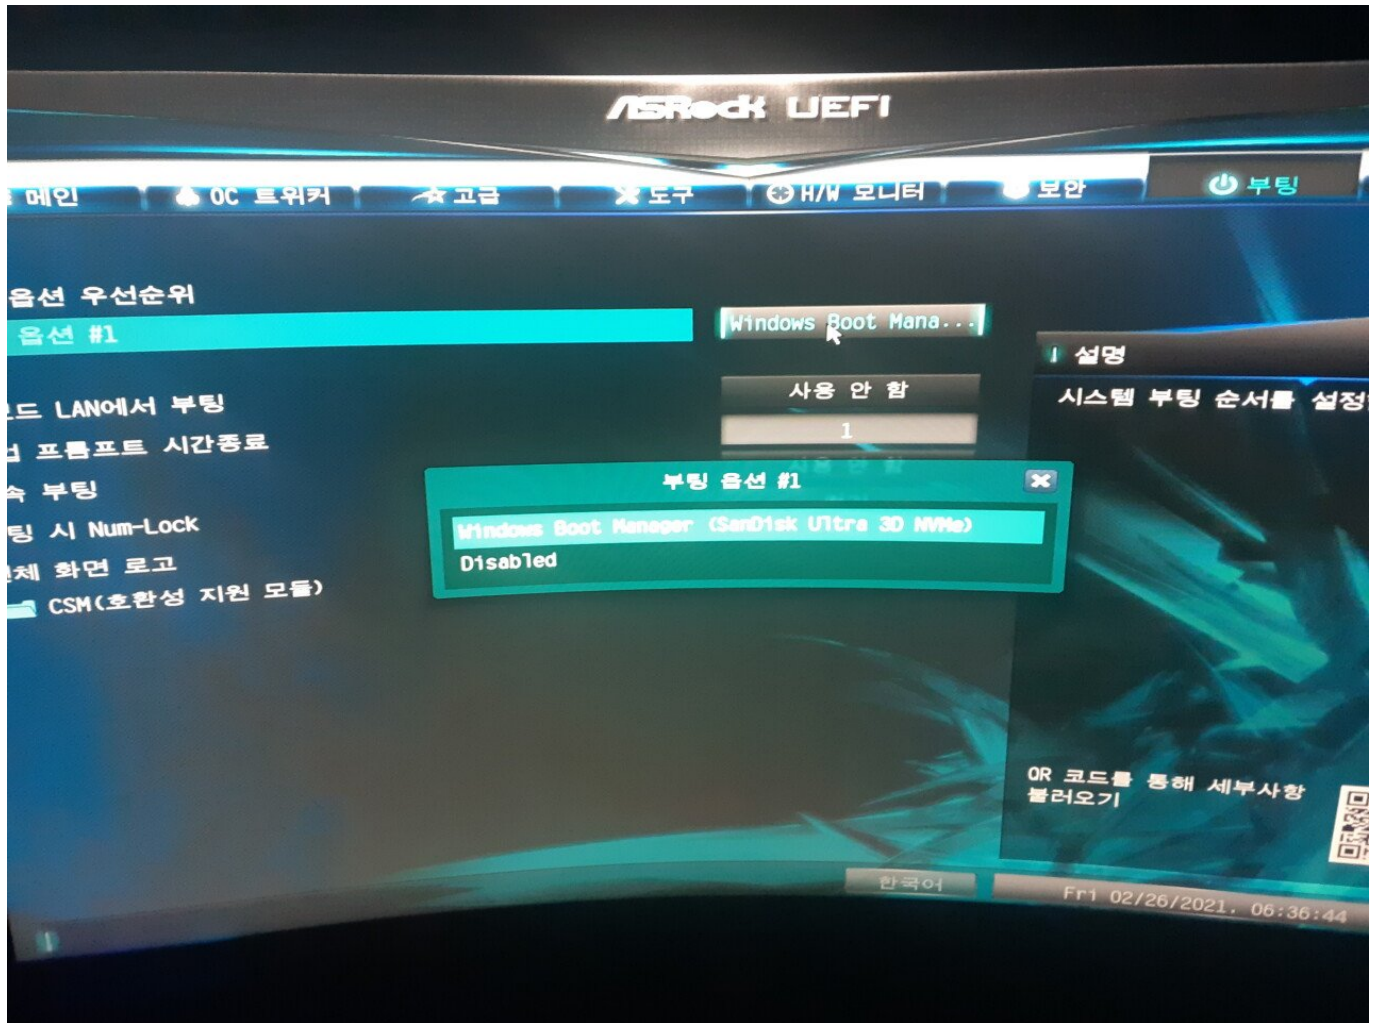 ASRock UEFI
메인
OC 트위커
고급
도구
H/W 모니터
보안
부팅
옵션 우선순위
옵션 #1
Windows Boot Mana...
설명
시스템 부팅 순서를
LAN에서 부팅
사용 안 함
프롬프트 시간종료
1
부팅
사용 안 함
시 Num-Lock
화면 로고
CSM(호환성 지원 모듈)
부팅 옵션 #1
Windows Boot Manager (SanDisk Ultra 3D NVMe)
Disabled
QR 코드를 통해 세부사항
불러오기
한국어
Fri 02/26/2021, 06:36:44